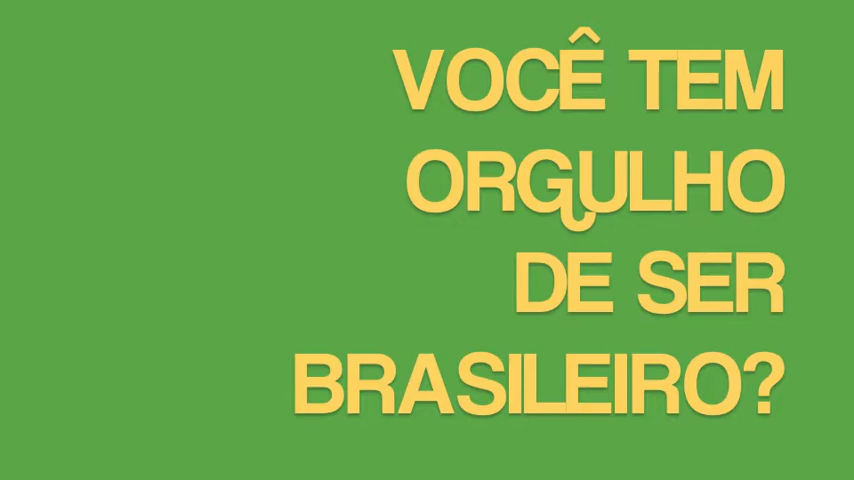 VOCÊ TEM
ORGULHO
DE SER
BRASILEIRO?